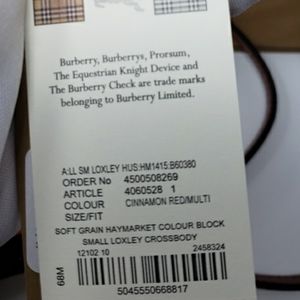 Burberry, Burberrys, Prorsum,
The Equestrian Knight Device and
The Burberry Check are trade marks
belonging to Burberry Limited.
A:LL SM LOXLEY HUS:HM1415:B60380
ORDER No 4500508269
ARTICLE 4060528 1
COLOUR CINNAMON RED/MULTI
SIZE/FIT
SOFT GRAIN HAYMARKET COLOUR BLOCK
SMALL LOXLEY CROSSBODY
12102 10 2458324
68M
5045550668817